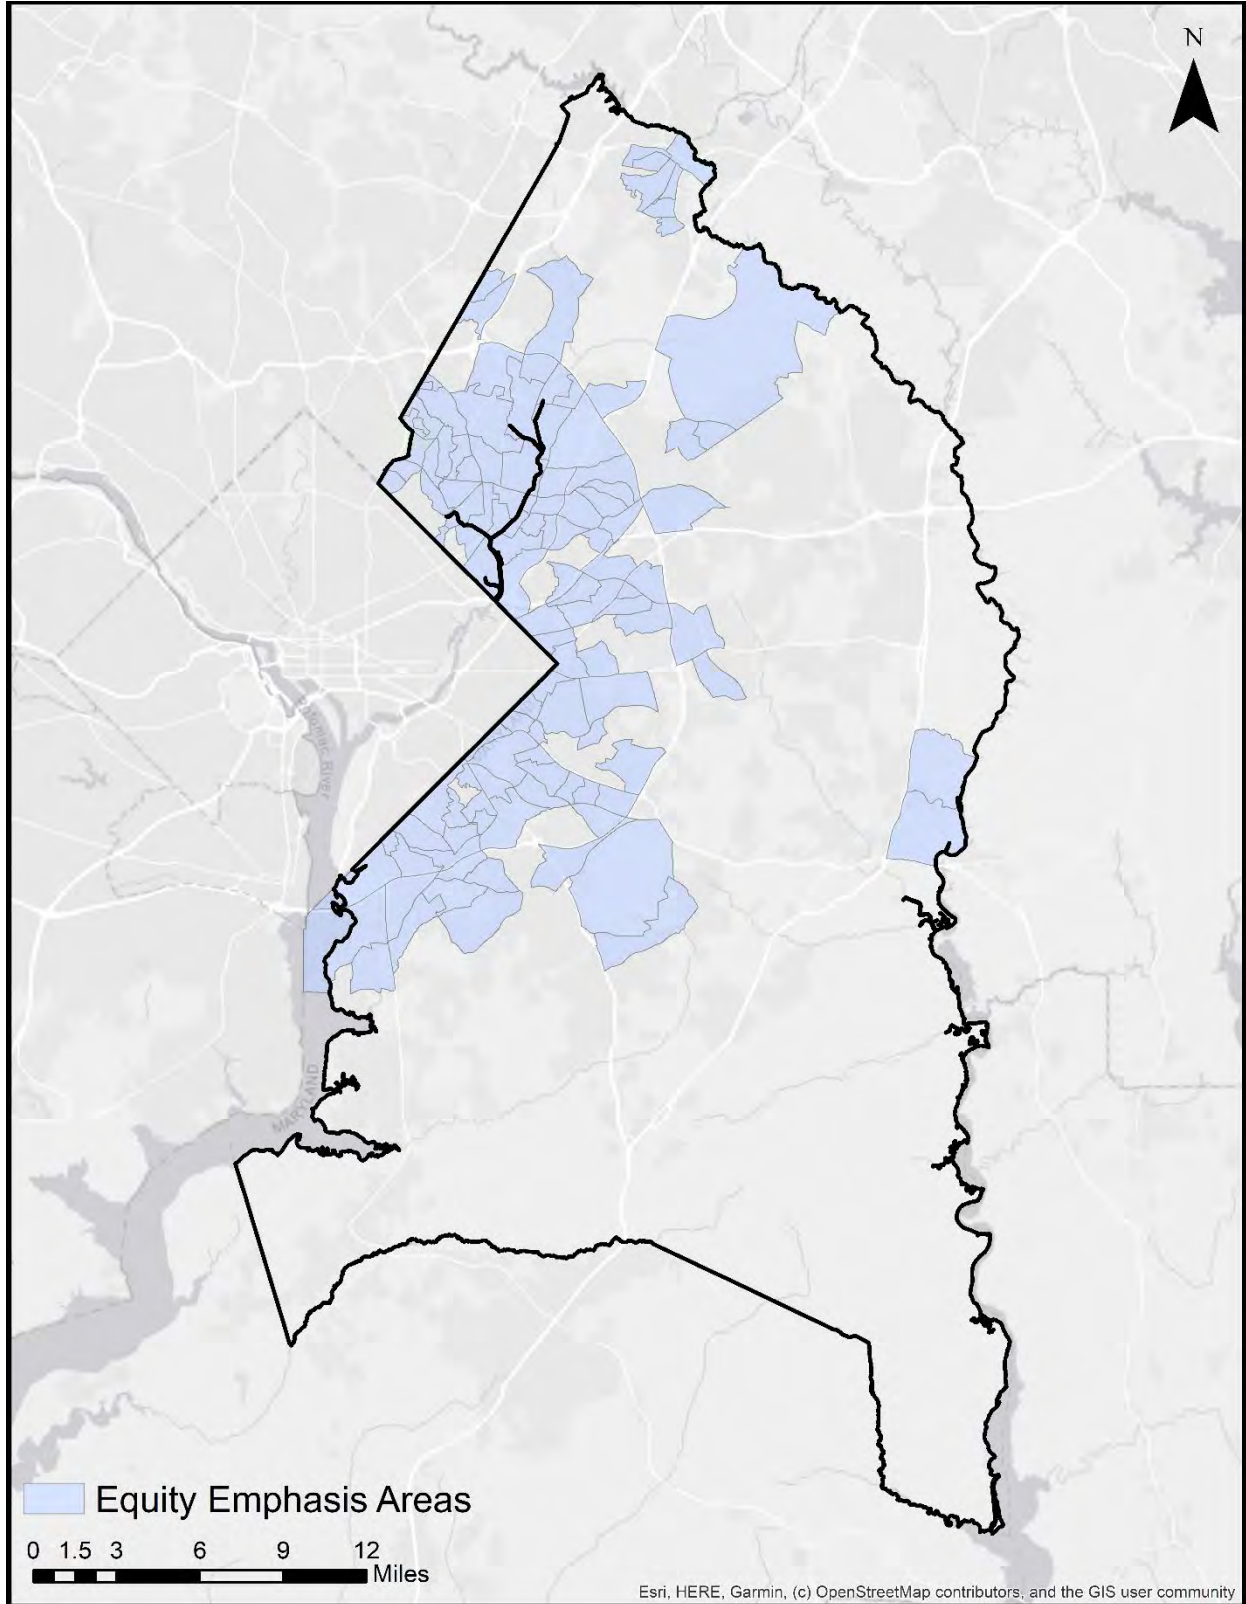 N
Potomac River
MARYLAND
Equity Emphasis Areas
0 1.5 3 6 9 12
Miles
Esri, HERE, Garmin, (c) OpenStreetMap contributors, and the GIS user community